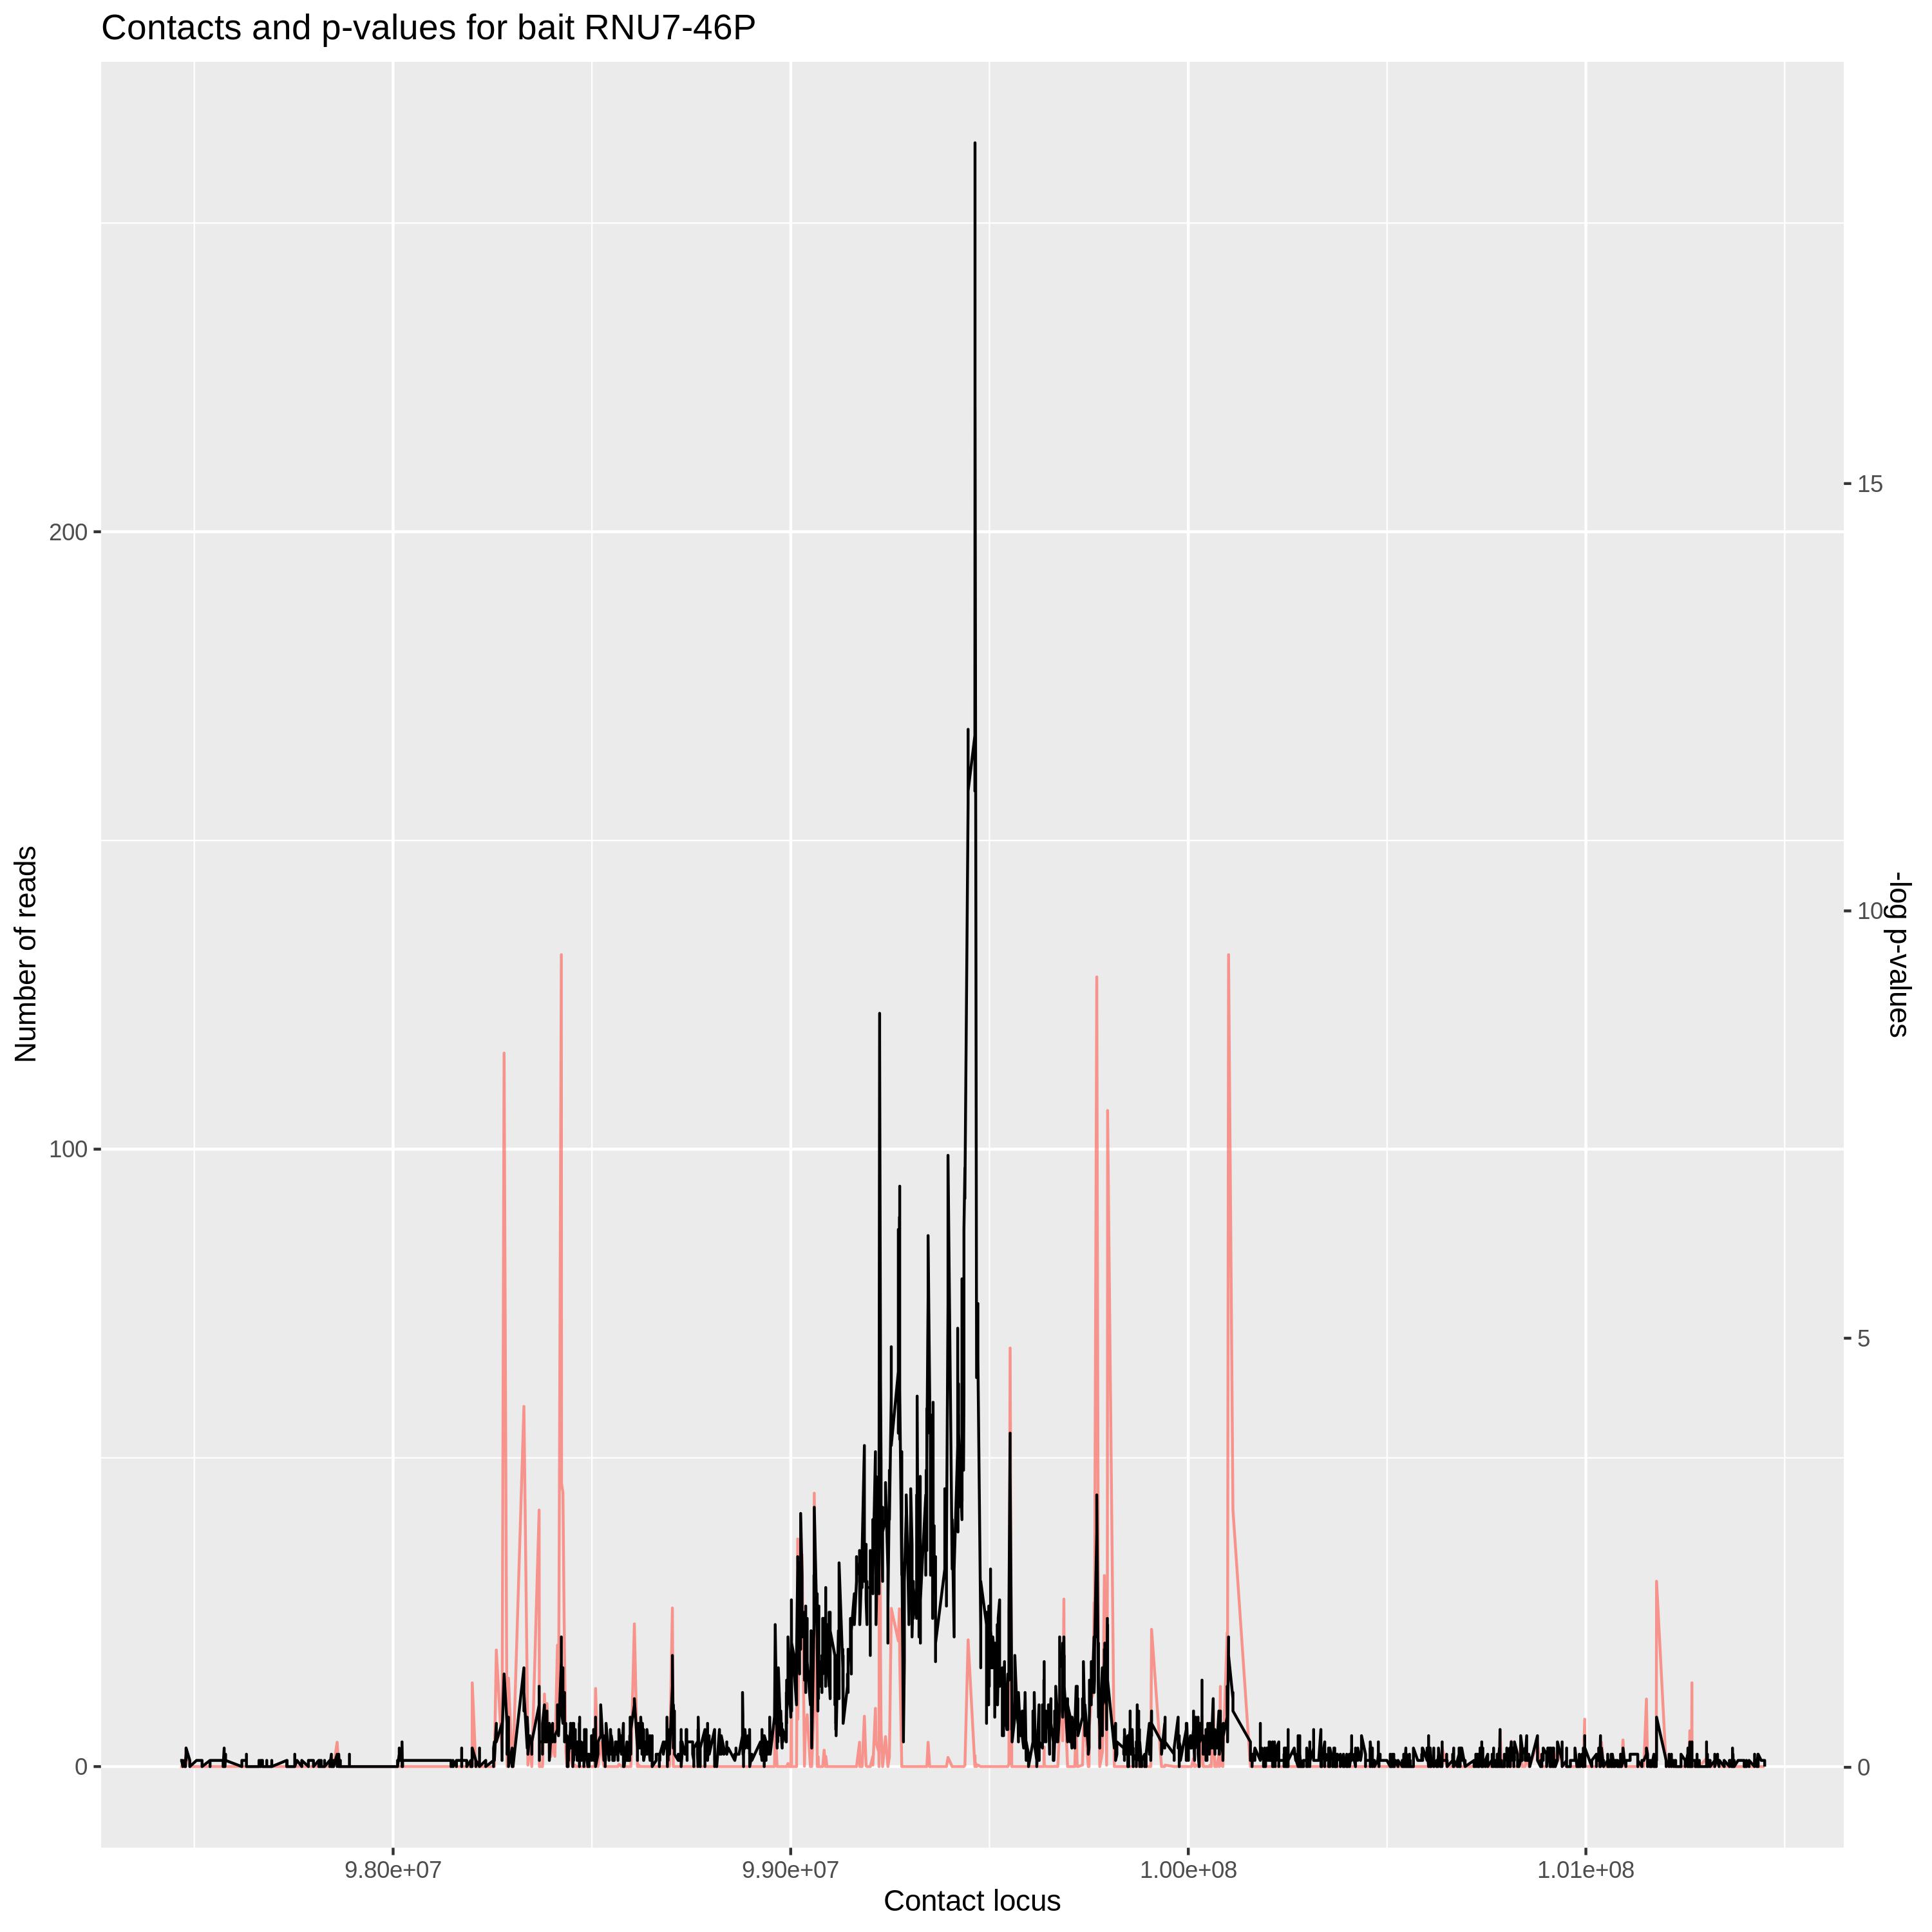 Contacts and p-values for bait RNU7-46P
Number of reads
200
100
0
15
10
5
0
-log p-values
9.80e+07
9.90e+07
1.00e+08
1.01e+08
Contact locus